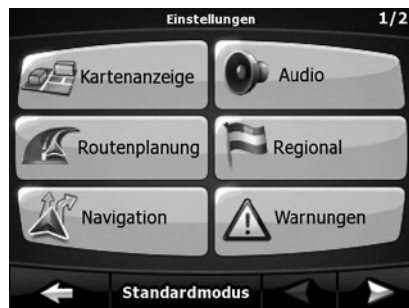 Einstellungen 1/2
Kartenanzeige Audio
Routenplanung Regional
Navigation Warnungen
Standardmodus